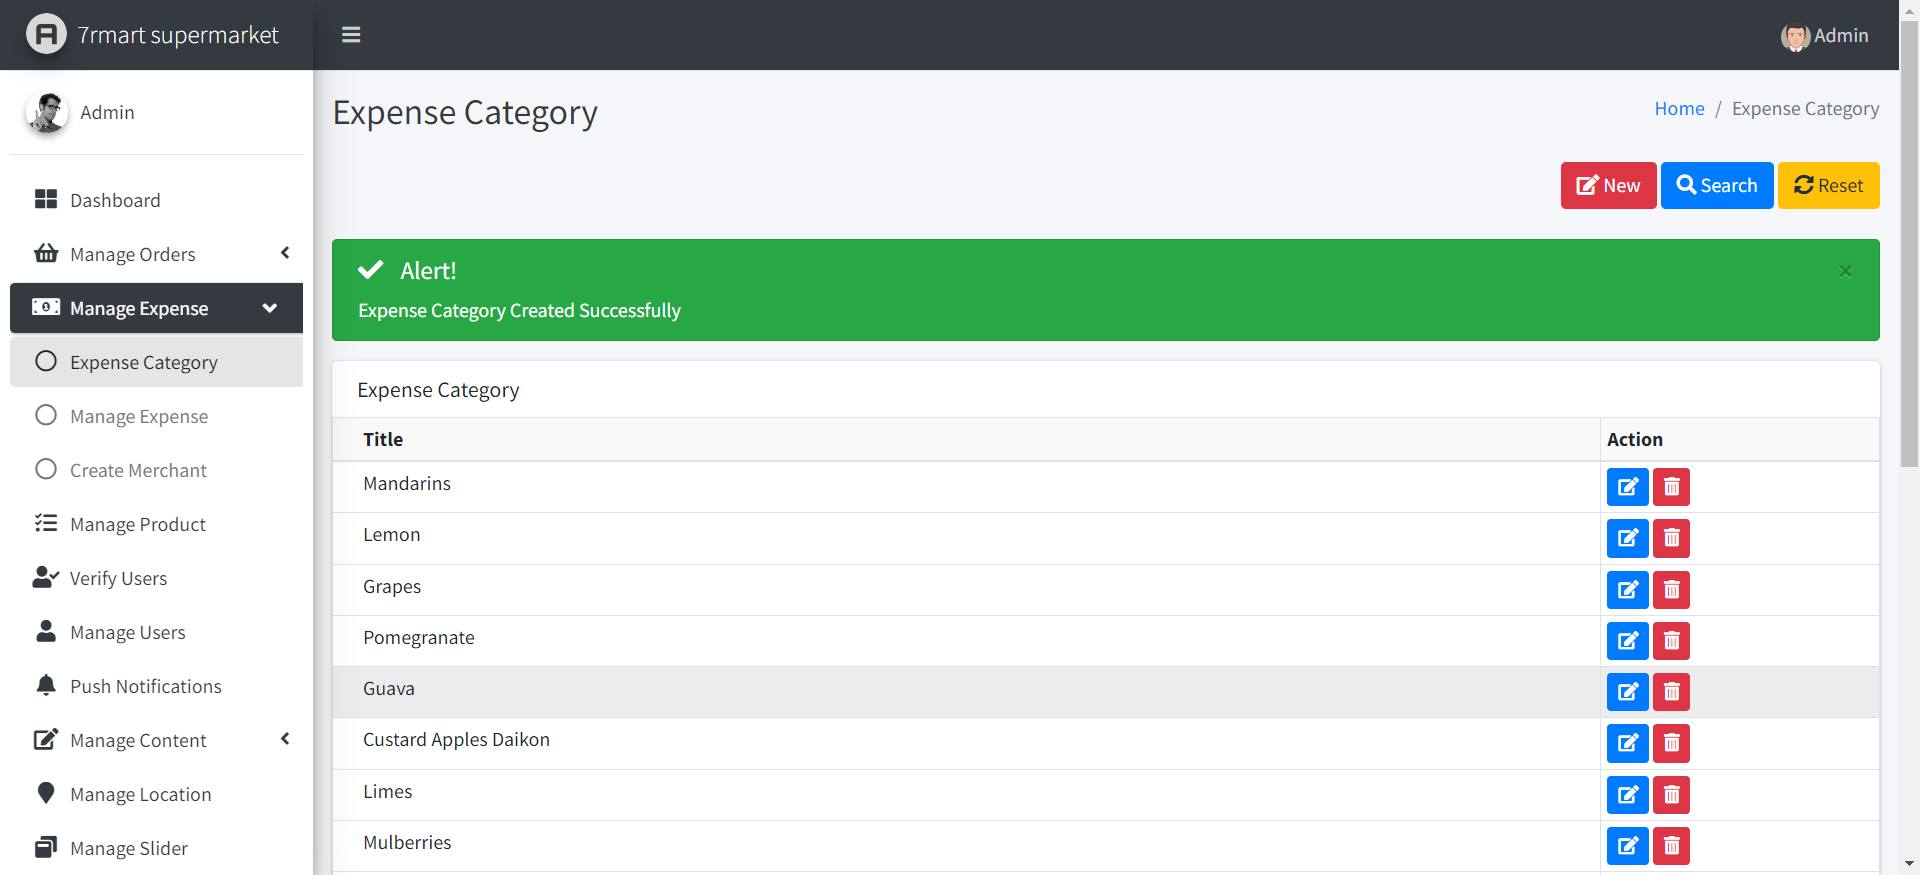 7rmart supermarket
Admin
Admin
Dashboard
Manage Orders
Manage Expense
Expense Category
Manage Expense
Create Merchant
Manage Product
Verify Users
Manage Users
Push Notifications
Manage Content
Manage Location
Manage Slider
Expense Category
Home / Expense Category
New
Search
Reset
Alert!
×
Expense Category Created Successfully
Expense Category
Title Action
Mandarins
Lemon
Grapes
Pomegranate
Guava
Custard Apples Daikon
Limes
Mulberries